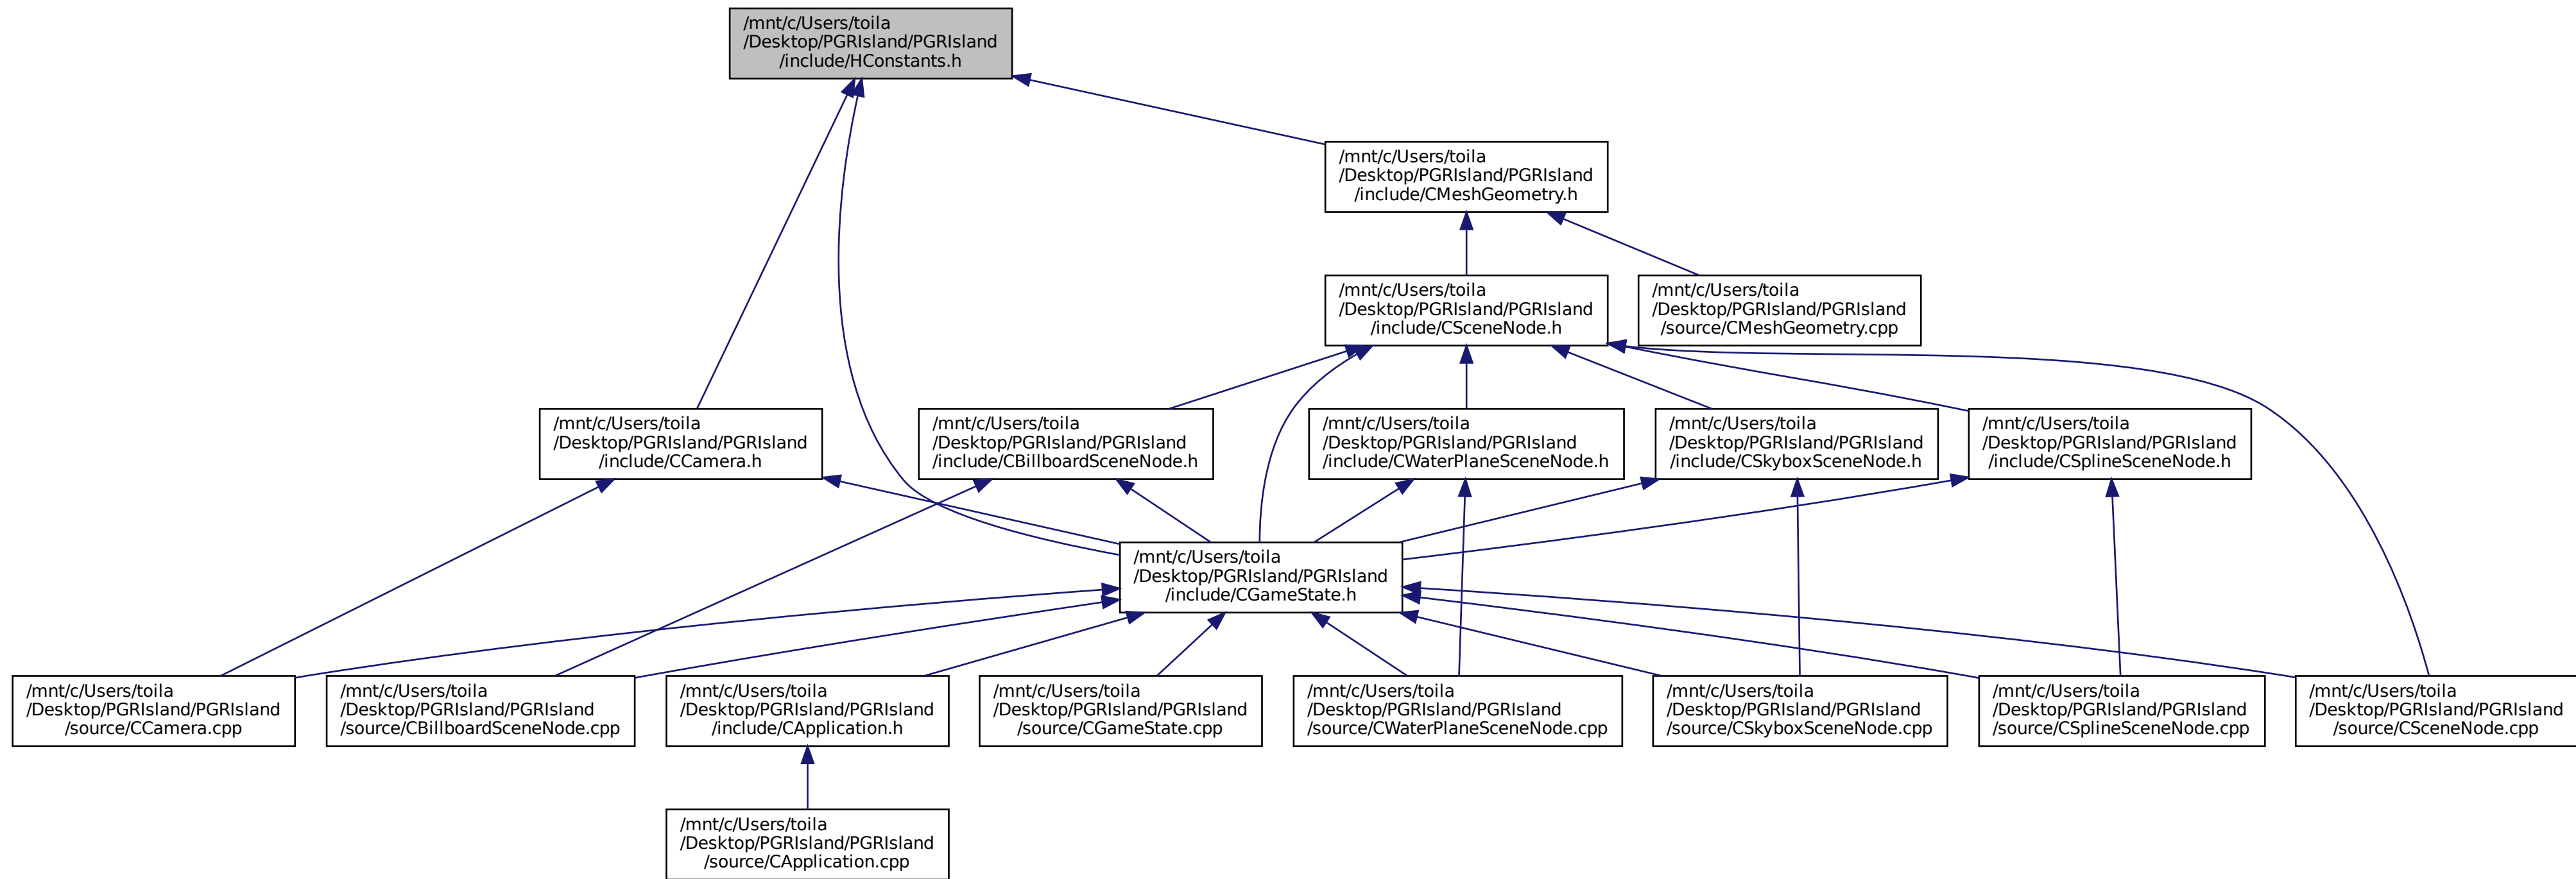 /mnt/c/Users/toila
/Desktop/PGRIsland/PGRIsland
/include/HConstants.h
/mnt/c/Users/toila
/Desktop/PGRIsland/PGRIsland
/include/CMeshGeometry.h
/mnt/c/Users/toila
/Desktop/PGRIsland/PGRIsland
/include/CSceneNode.h
/mnt/c/Users/toila
/Desktop/PGRIsland/PGRIsland
/source/CMeshGeometry.cpp
/mnt/c/Users/toila
/Desktop/PGRIsland/PGRIsland
/include/CCamera.h
/mnt/c/Users/toila
/Desktop/PGRIsland/PGRIsland
/include/CBillboardSceneNode.h
/mnt/c/Users/toila
/Desktop/PGRIsland/PGRIsland
/include/CWaterPlaneSceneNode.h
/mnt/c/Users/toila
/Desktop/PGRIsland/PGRIsland
/include/CSkyboxSceneNode.h
/mnt/c/Users/toila
/Desktop/PGRIsland/PGRIsland
/include/CSplineSceneNode.h
/mnt/c/Users/toila
/Desktop/PGRIsland/PGRIsland
/include/CGameState.h
/mnt/c/Users/toila
/Desktop/PGRIsland/PGRIsland
/source/CCamera.cpp
/mnt/c/Users/toila
/Desktop/PGRIsland/PGRIsland
/source/CBillboardSceneNode.cpp
/mnt/c/Users/toila
/Desktop/PGRIsland/PGRIsland
/include/CApplication.h
/mnt/c/Users/toila
/Desktop/PGRIsland/PGRIsland
/source/CGameState.cpp
/mnt/c/Users/toila
/Desktop/PGRIsland/PGRIsland
/source/CWaterPlaneSceneNode.cpp
/mnt/c/Users/toila
/Desktop/PGRIsland/PGRIsland
/source/CSkyboxSceneNode.cpp
/mnt/c/Users/toila
/Desktop/PGRIsland/PGRIsland
/source/CSplineSceneNode.cpp
/mnt/c/Users/toila
/Desktop/PGRIsland/PGRIsland
/source/CSceneNode.cpp
/mnt/c/Users/toila
/Desktop/PGRIsland/PGRIsland
/source/CApplication.cpp